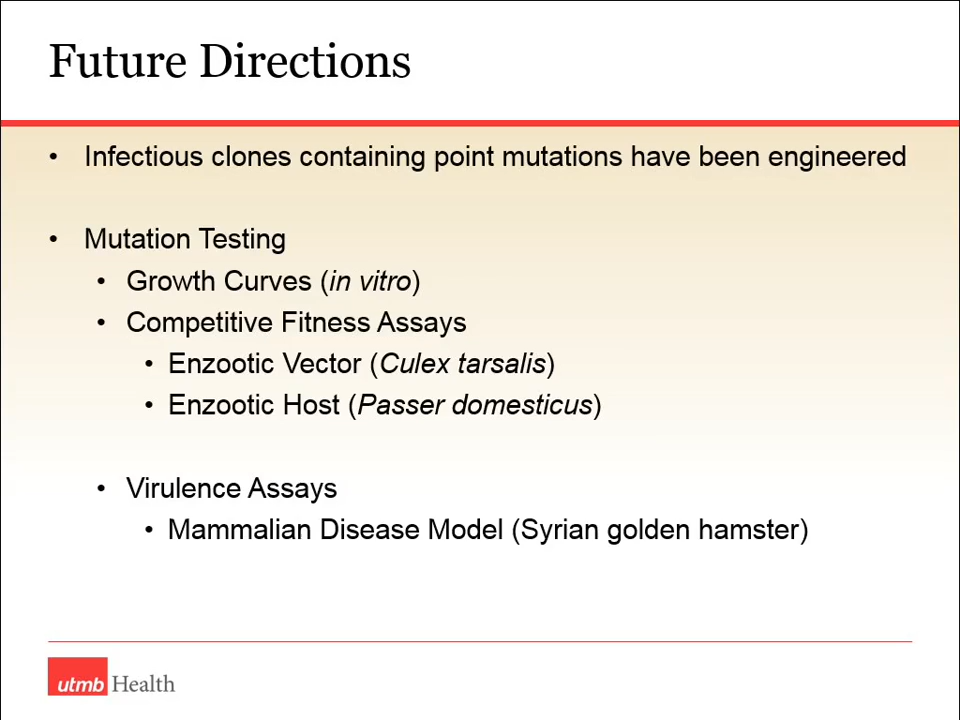 Future Directions
• Infectious clones containing point mutations have been engineered
• Mutation Testing
• Growth Curves (in vitro)
• Competitive Fitness Assays
• Enzootic Vector (Culex tarsalis)
• Enzootic Host (Passer domesticus)
• Virulence Assays
• Mammalian Disease Model (Syrian golden hamster)
utmb Health